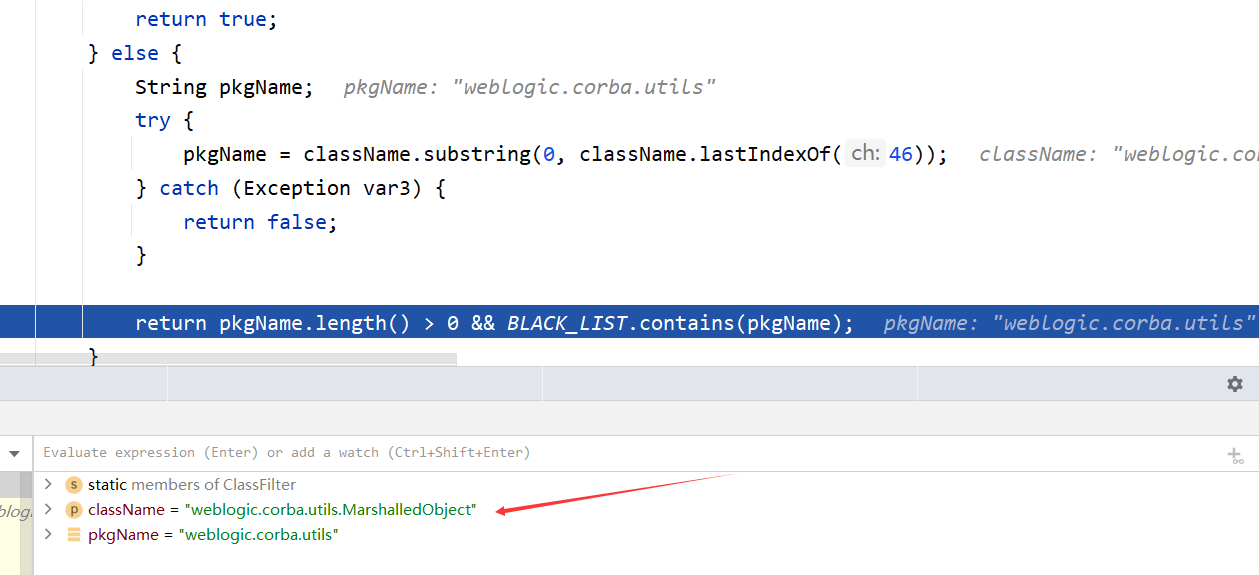 return true;
} else {
String pkgName; pkgName: "weblogic.corba.utils"
try {
pkgName = className.substring(0, className.lastIndexOf( ch: 46)); className: "weblogic.co
} catch (Exception var3) {
return false;
}
return pkgName.length() > 0 && BLACK_LIST.contains(pkgName); pkgName: "weblogic.corba.utils"
}
Evaluate expression (Enter) or add a watch (Ctrl+Shift+Enter)
s static members of ClassFilter
p className = "weblogic.corba.utils.MarshalledObject"
pkgName = "weblogic.corba.utils"